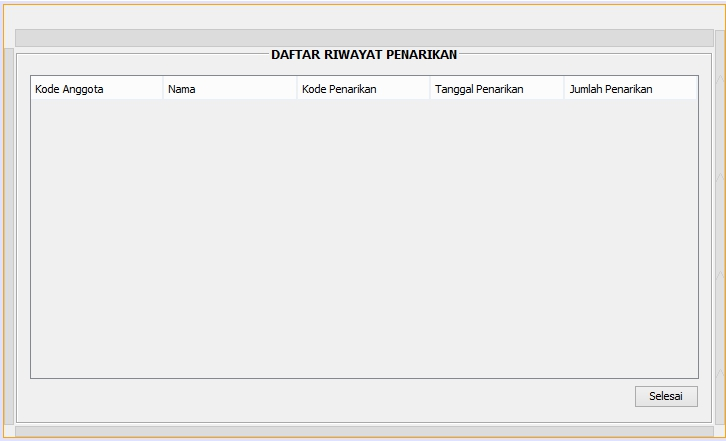 DAFTAR RIWAYAT PENARIKAN
Kode Anggota Nama Kode Penarikan Tanggal Penarikan Jumlah Penarikan
Selesai